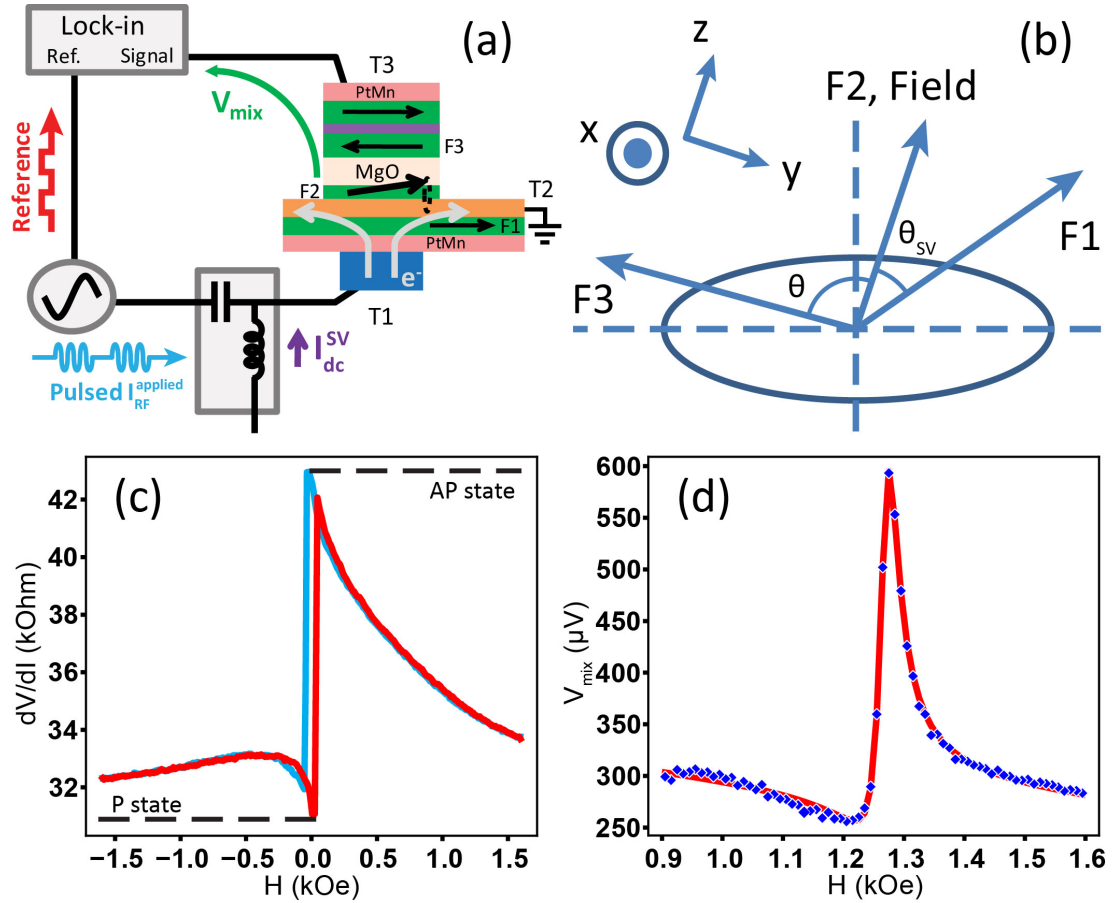 (a)
Lock-in
Ref. Signal
T3
PtMn
V_mix
F3
MgO
Reference
F2
T2
F1
PtMn
e⁻
T1
I_dc^SV
Pulsed I_RF^applied
(b)
z
F2, Field
x
y
θ_SV
F1
F3
θ
(c)
AP state
P state
dV/dI (kOhm)
42
40
38
36
34
32
−1.5 −1.0 −0.5 0.0 0.5 1.0 1.5
H (kOe)
(d)
V_mix (µV)
600
550
500
450
400
350
300
250
0.9 1.0 1.1 1.2 1.3 1.4 1.5 1.6
H (kOe)